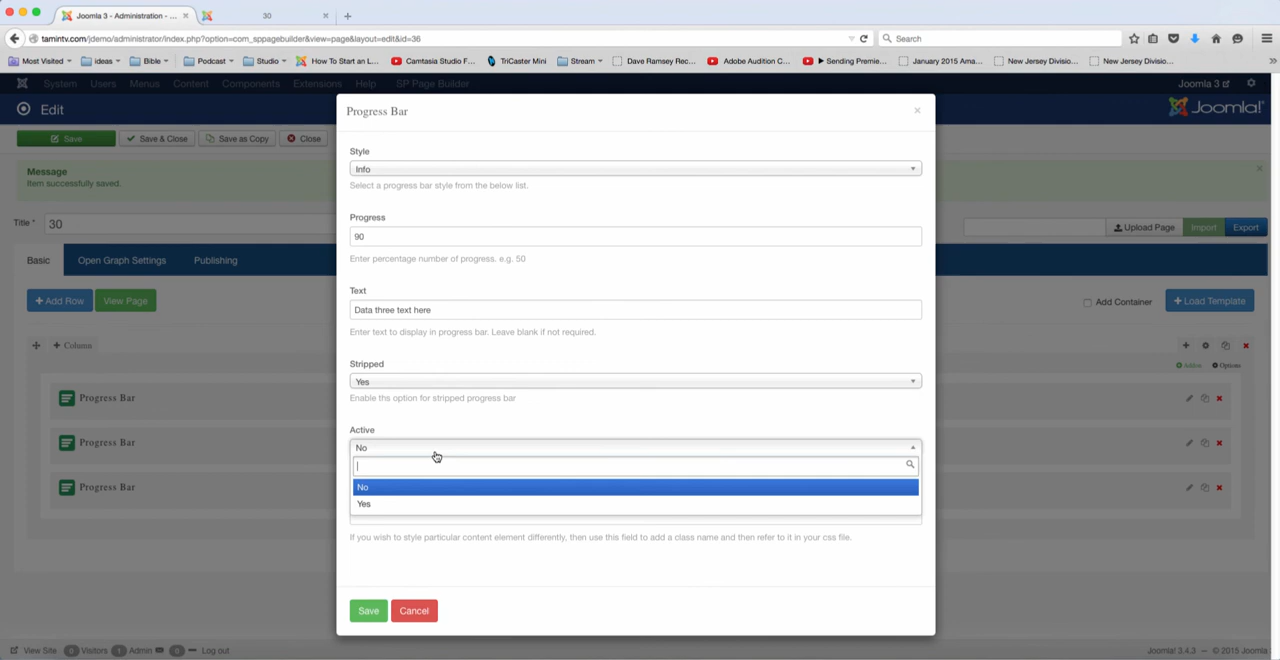 Joomla 3 - Administration - ...
30
tamintv.com/jdemo/administrator/index.php?option=com_sppagebuilder&view=page&layout=edit&id=36
Search
Most Visited
ideas
Bible
Podcast
Studio
How To Start an L...
Camtasia Studio F...
TriCaster Mini
Stream
Dave Ramsey Rec...
Adobe Audition C...
▶ Sending Premie...
January 2015 Ama...
New Jersey Divisio...
New Jersey Divisio...
System
Users
Menus
Content
Components
Extensions
Help
SP Page Builder
Joomla 3
Edit
Joomla!
Save
Save & Close
Save as Copy
Close
Message
Item successfully saved.
Title *
30
Upload Page
Import
Export
Basic
Open Graph Settings
Publishing
+ Add Row
View Page
Add Container
+ Load Template
+ Column
Addon
Options
Progress Bar
Progress Bar
Progress Bar
Progress Bar
×
Style
Info
Select a progress bar style from the below list.
Progress
90
Enter percentage number of progress. e.g. 50
Text
Data three text here
Enter text to display in progress bar. Leave blank if not required.
Stripped
Yes
Enable ths option for stripped progress bar
Active
No
No
Yes
If you wish to style particular content element differently, then use this field to add a class name and then refer to it in your css file.
Save
Cancel
View Site
0 Visitors
1 Admin
0
Log out
Joomla! 3.4.3 — © 2015 Joomla